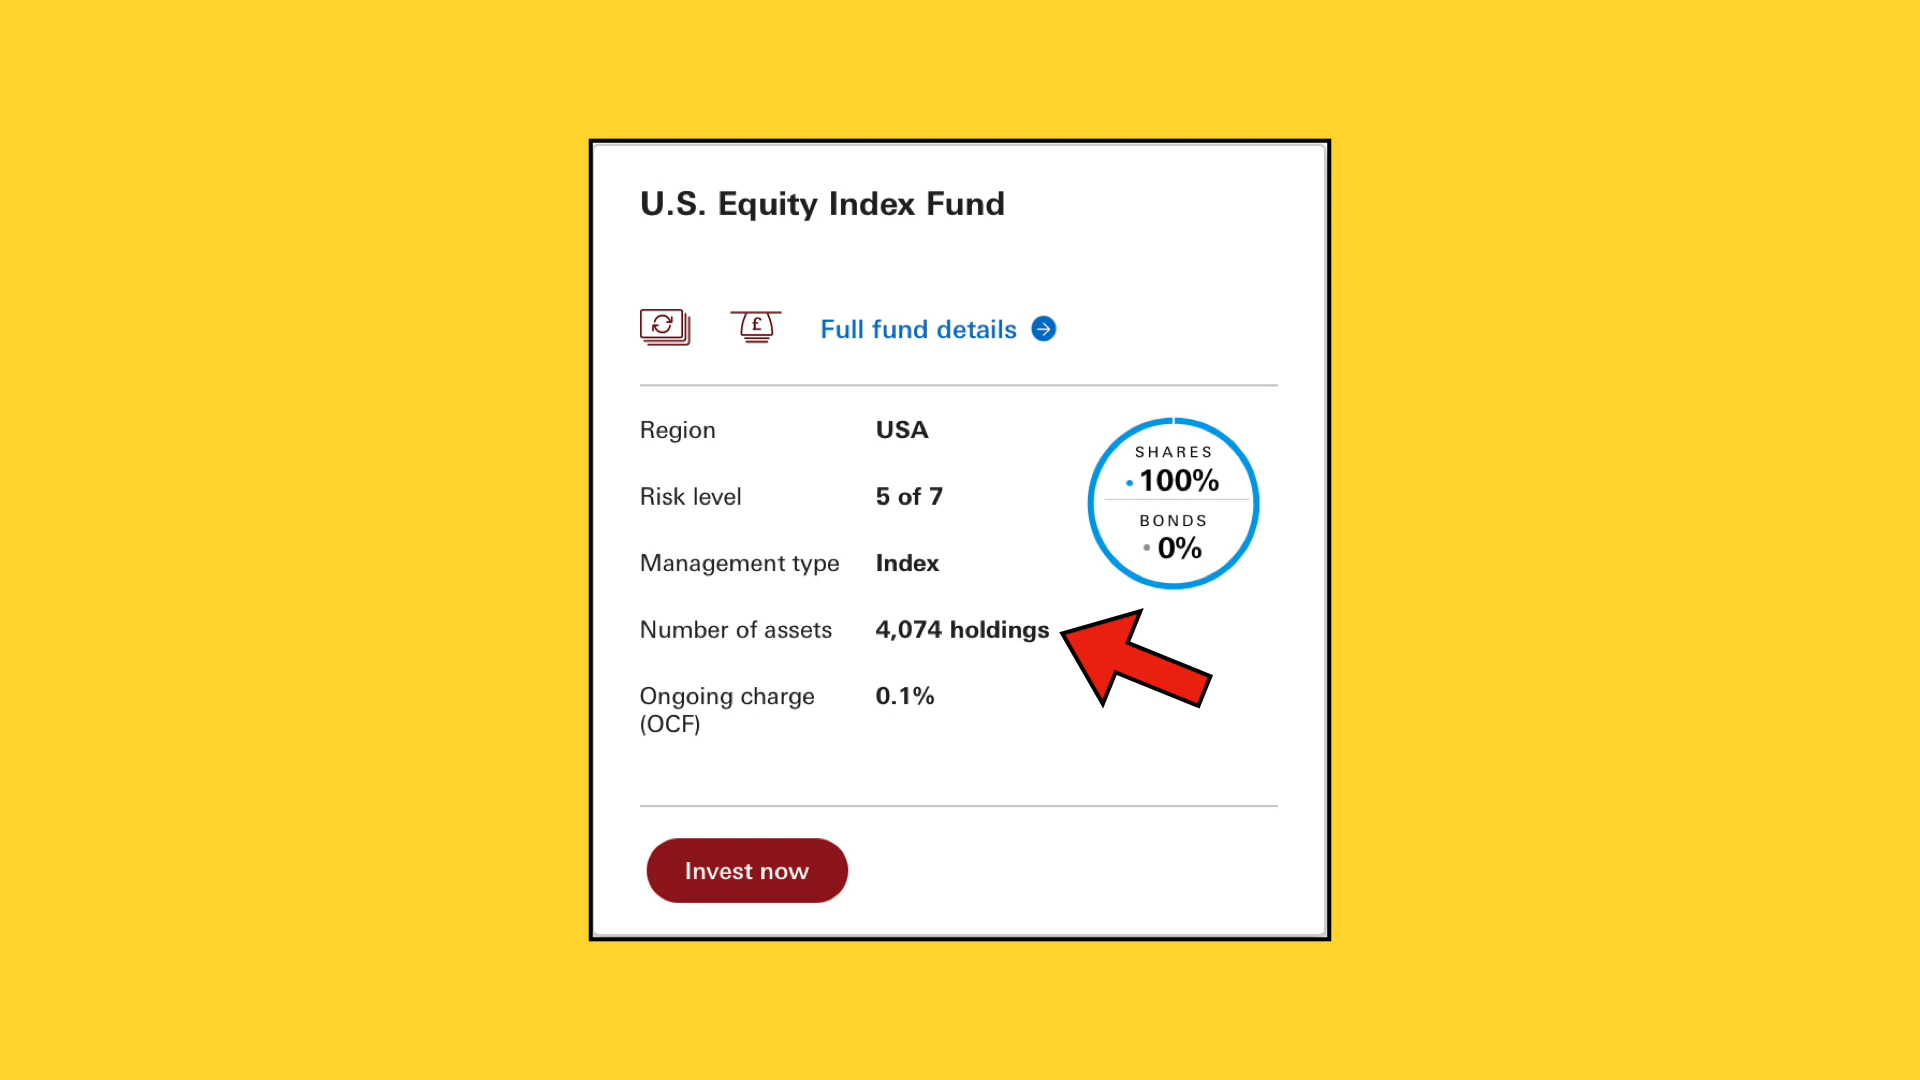 U.S. Equity Index Fund
£
Full fund details
Region USA
SHARES
100%
Risk level 5 of 7
BONDS
0%
Management type Index
Number of assets 4,074 holdings
Ongoing charge 0.1%
(OCF)
Invest now